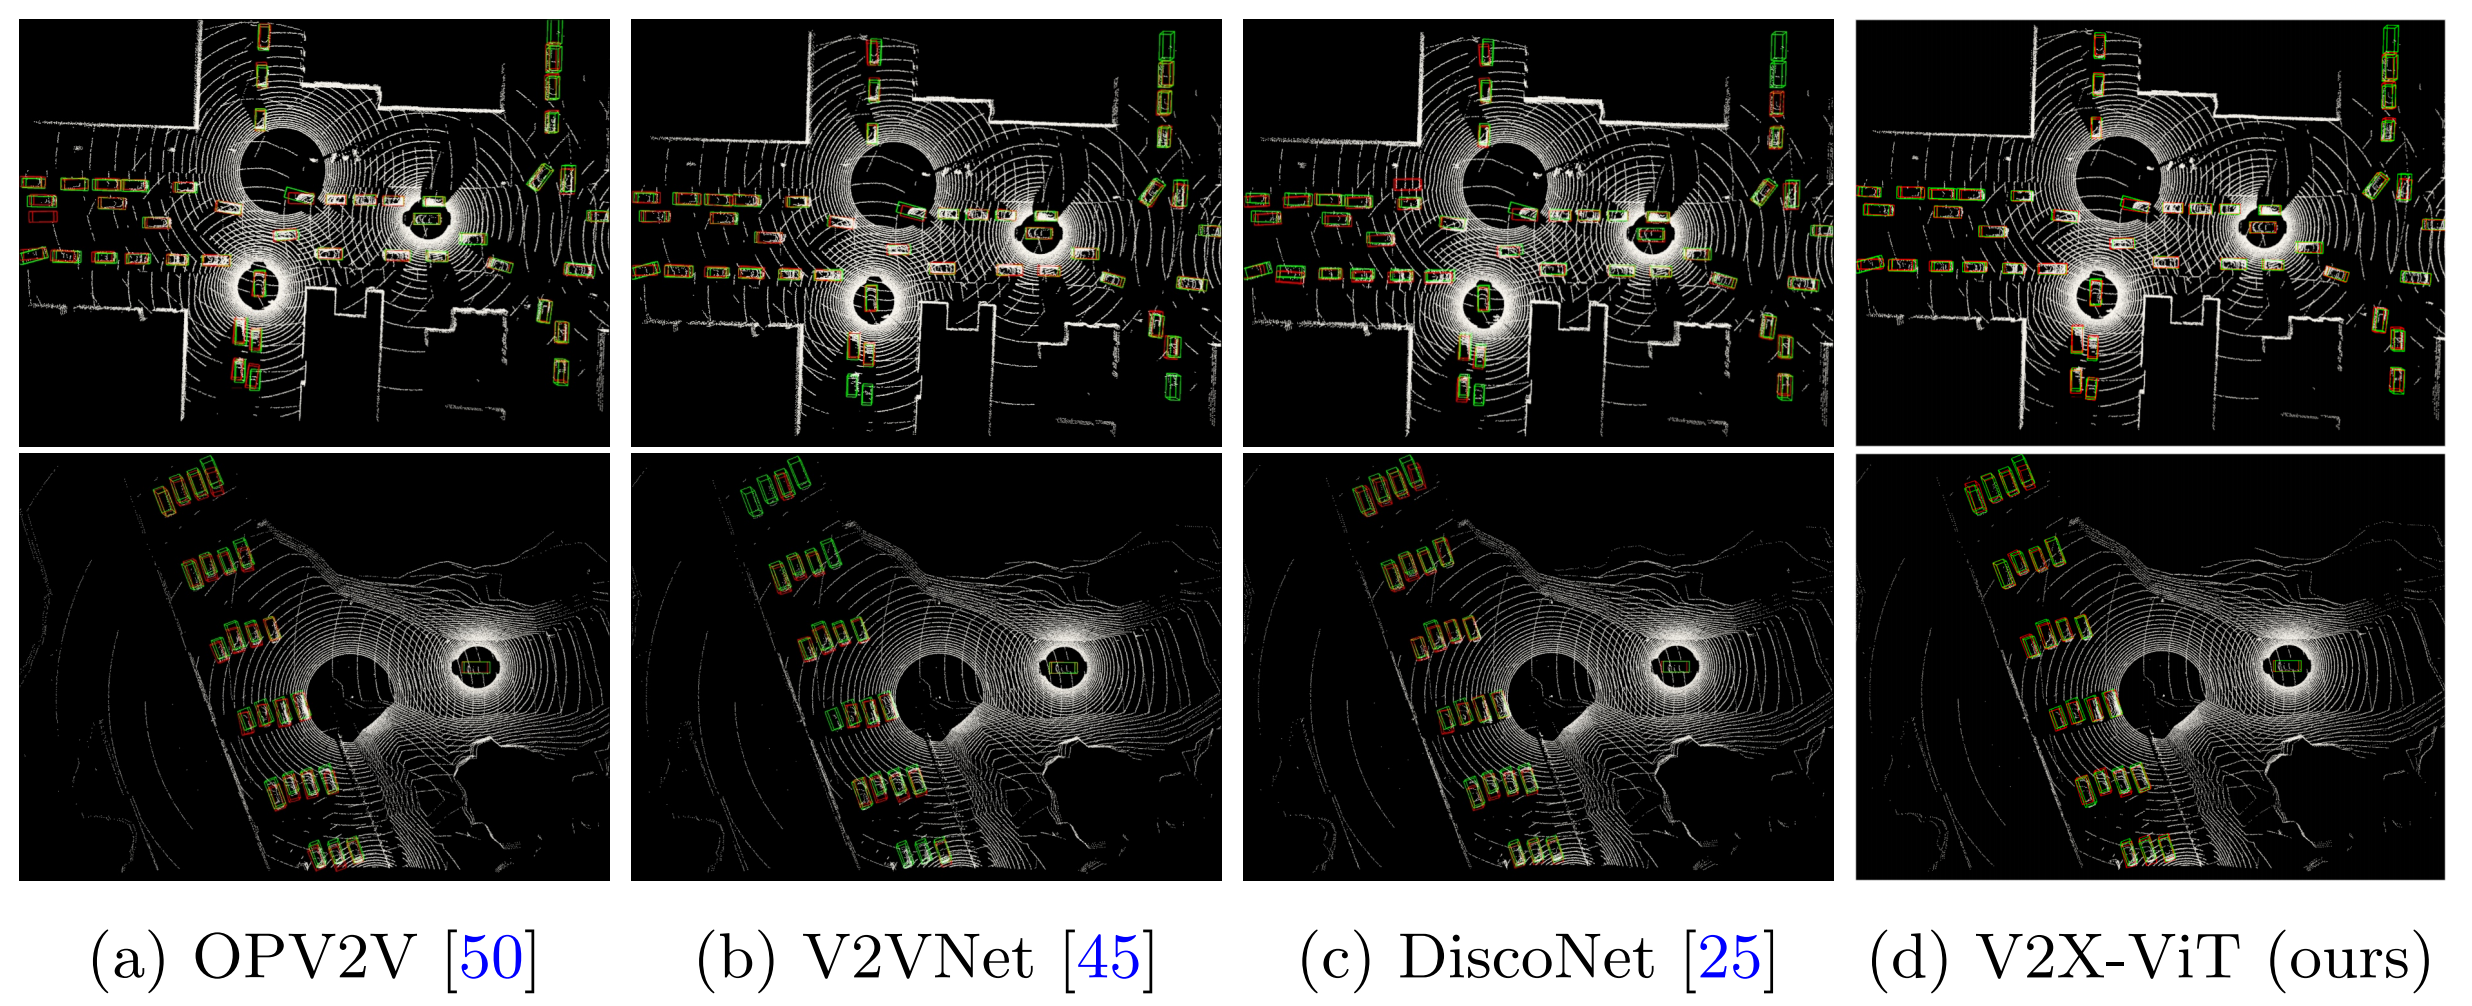 (a) OPV2V [50]
(b) V2VNet [45]
(c) DiscoNet [25]
(d) V2X-ViT (ours)